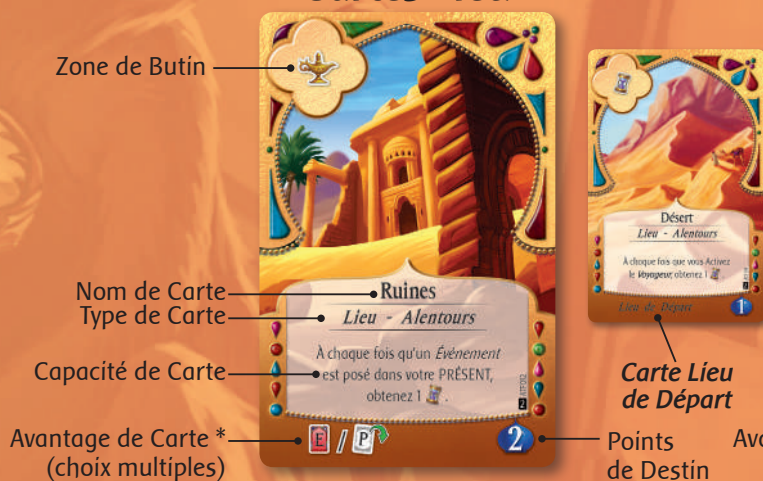 Zone de Butin
Nom de Carte
Type de Carte
Capacité de Carte
Avantage de Carte *
(choix multiples)
Ruines
Lieu - Alentours
À chaque fois qu'un Événement
est posé dans votre PRÉSENT,
obtenez 1 .
E / P
2
Désert
Lieu - Alentours
À chaque fois que vous Activez
le Voyageur, obtenez 1
Lieu de Départ
1
Carte Lieu
de Départ
Points
de Destin